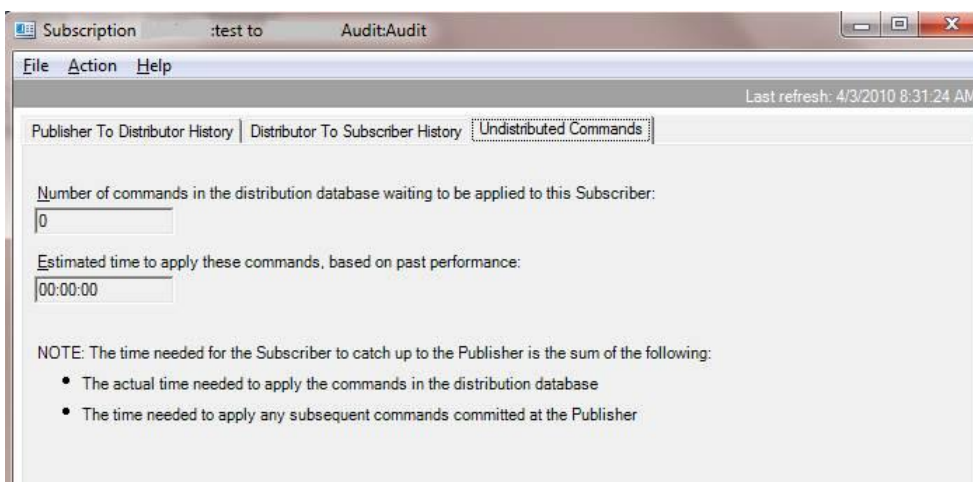 Subscription :test to Audit:Audit
File Action Help
Last refresh: 4/3/2010 8:31:24 AM
Publisher To Distributor History Distributor To Subscriber History Undistributed Commands
Number of commands in the distribution database waiting to be applied to this Subscriber:
0
Estimated time to apply these commands, based on past performance:
00:00:00
NOTE: The time needed for the Subscriber to catch up to the Publisher is the sum of the following:
• The actual time needed to apply the commands in the distribution database
• The time needed to apply any subsequent commands committed at the Publisher